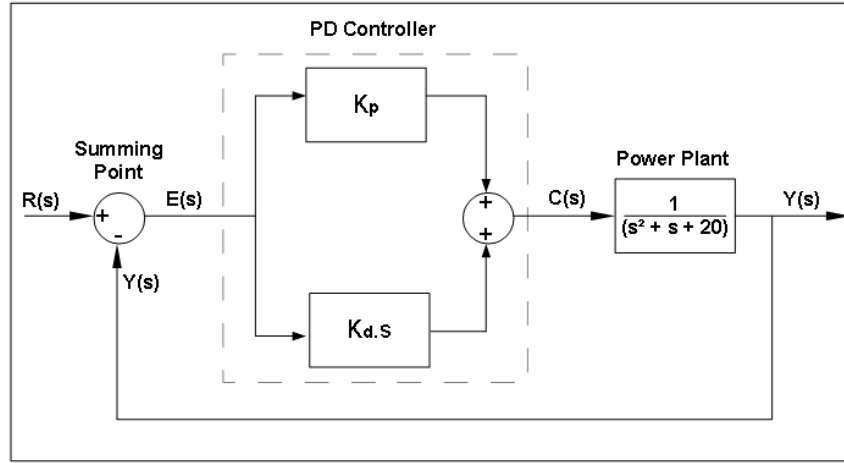 PD Controller
Kp
Summing
Point
R(s)
+
-
E(s)
Y(s)
+
+
C(s)
Power Plant
1
(s² + s + 20)
Y(s)
Kd.s